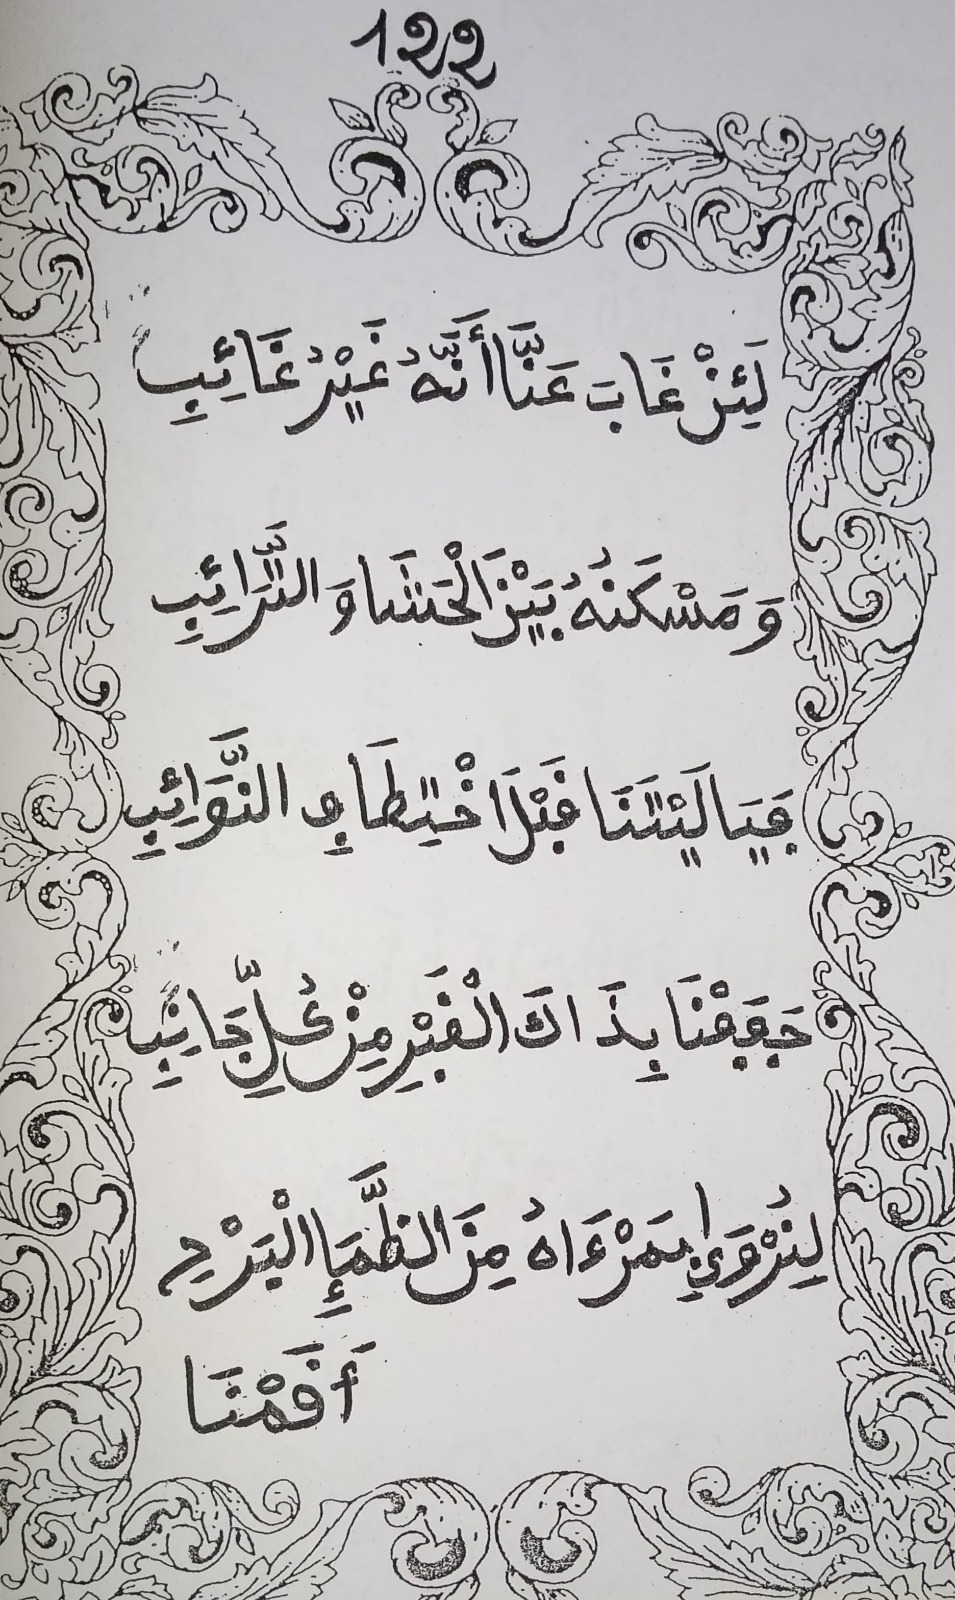 122
لَئِنْ غَابَ عَنَّا أَنَّهُ غَيْرُ غَائِبِ
وَمَسْكَنُهُ بَيْنَ الْحَشَا وَالتَّرَائِبِ
فَيَا لَيْتَنَا قَبْلَ اخْتِطَافِ النَّوَائِبِ
حَفَفْنَا بِذَاكَ الْقَبْرِ مِنْ كُلِّ جَانِبِ
لِنُرْوَى بِمَرْءَاهُ مِنَ الظَّمَإِ الْبَرْدِ
أَقَمْنَا